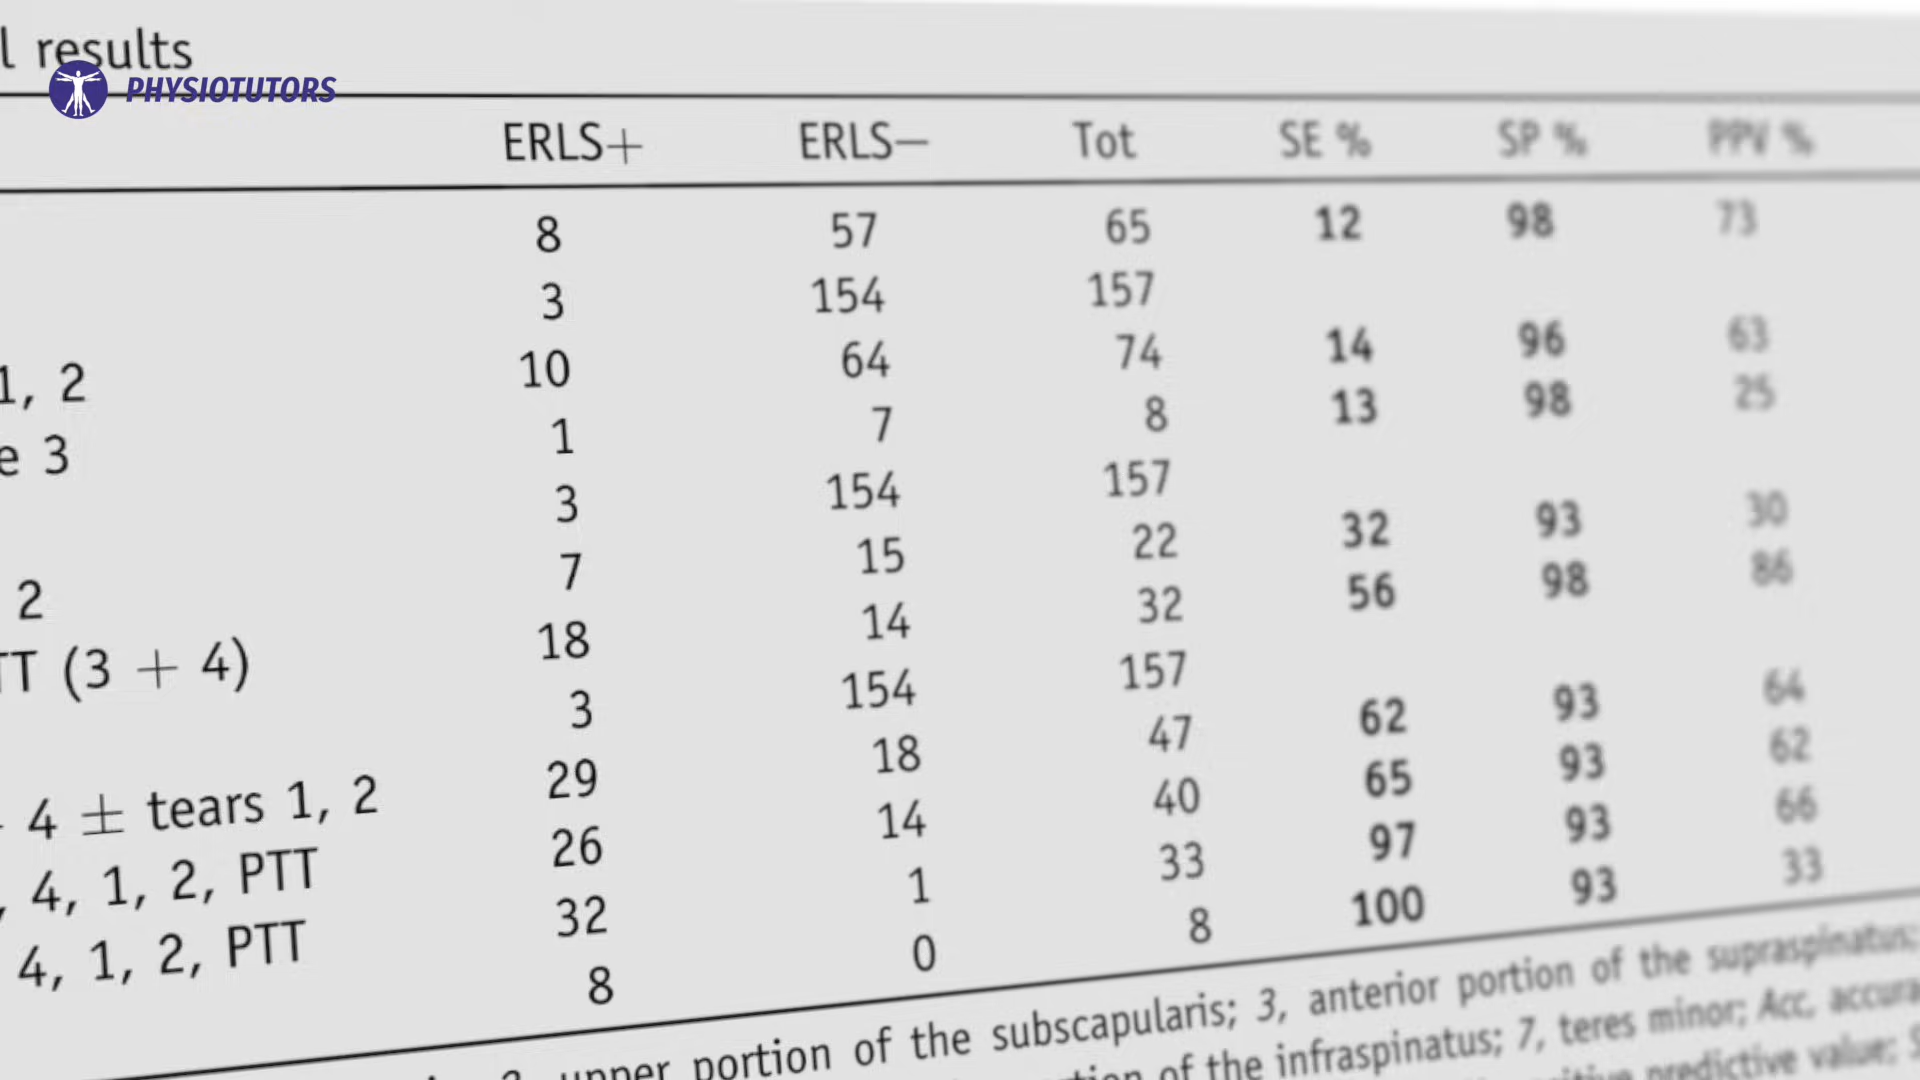 l results
PHYSIOTUTORS
ERLS+ ERLS− Tot SE % SP % PPV %
8 57 65 12 98 73
3 154 157
1, 2 10 64 74 14 96 63
e 3 1 7 8 13 98 25
3 154 157
2 7 15 22 32 93 30
TT (3 + 4) 18 14 32 56 98 86
3 154 157
4 ± tears 1, 2 29 18 47 62 93 64
, 4, 1, 2, PTT 26 14 40 65 93 62
4, 1, 2, PTT 32 1 33 97 93 66
8 0 8 100 93 33
2, upper portion of the subscapularis; 3, anterior portion of the supraspinatus;
of the infraspinatus; 7, teres minor; Acc, accura
predictive value; S